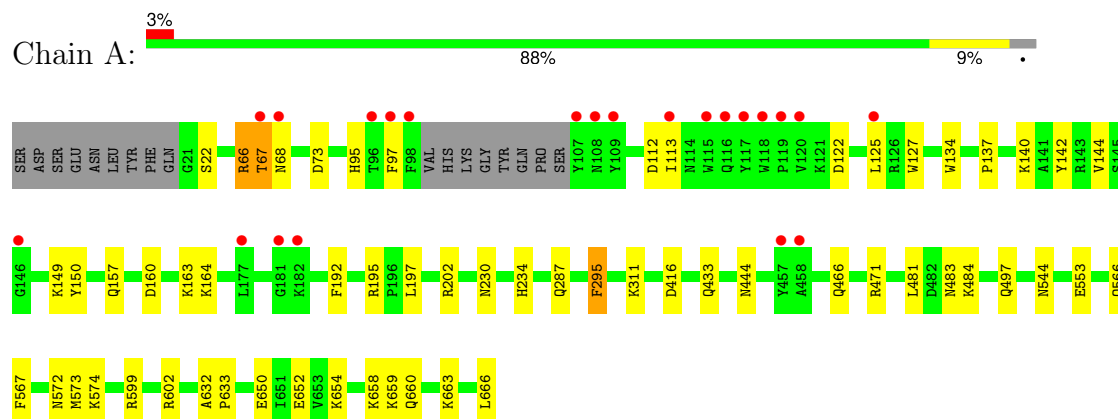 3%
Chain A:
88% 9% •
SER ASP SER GLU ASN LEU TYR PHE GLN G21 S22 R66 T67 N68 D73 H95 T96 F97 F98 VAL HIS LYS GLY TYR GLN PRO SER Y107 N108 Y109 D112 I113 N114 W115 Q116 Y117 W118 P119 V120 K121 D122 L125 R126 W127 W134 P137 K140 A141 Y142 R143 V144 S145
G146 K149 Y150 Q157 D160 K163 K164 L177 G181 K182 F192 R195 P196 L197 R202 N230 H234 Q287 F295 K311 D416 Q433 N444 Y457 A458 Q466 R471 L481 D482 N483 K484 Q497 N544 E553 Q566
F567 N572 M573 K574 R599 R602 A632 P633 E650 I651 E652 V653 K654 K658 K659 Q660 K663 L666